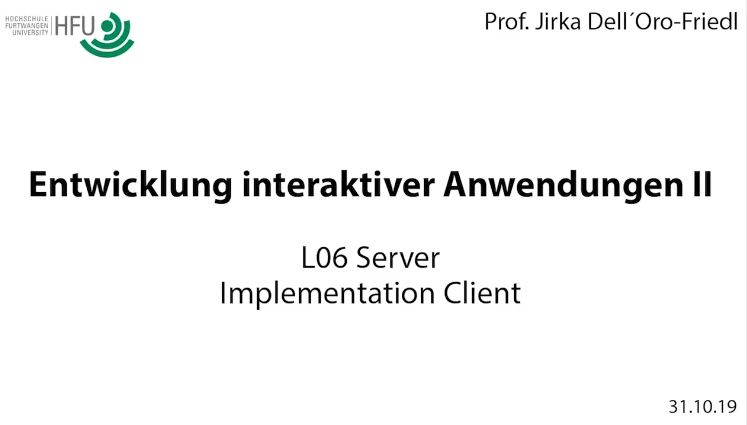 HOCHSCHULE
FURTWANGEN
UNIVERSITY
HFU
Prof. Jirka Dell´Oro-Friedl
Entwicklung interaktiver Anwendungen II
L06 Server
Implementation Client
31.10.19